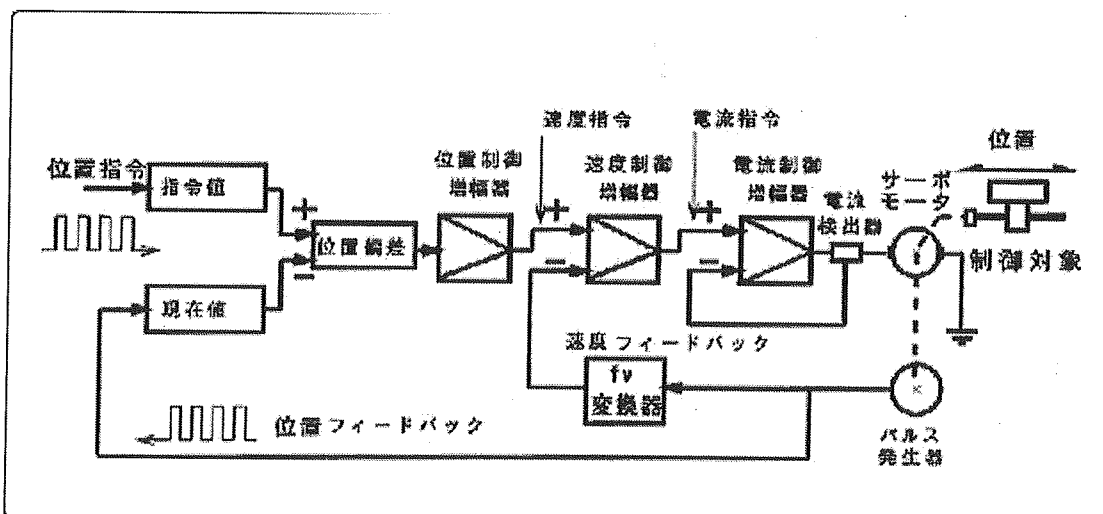 速度指令
電流指令
位置
位置指令
指令値
位置制御
増幅器
速度制御
増幅器
電流制御
増幅器
電流
検出器
サーボ
モータ
制御対象
+
−
位置偏差
+
−
+
−
現在値
速度フィードバック
fv
変換器
位置フィードバック
パルス
発生器